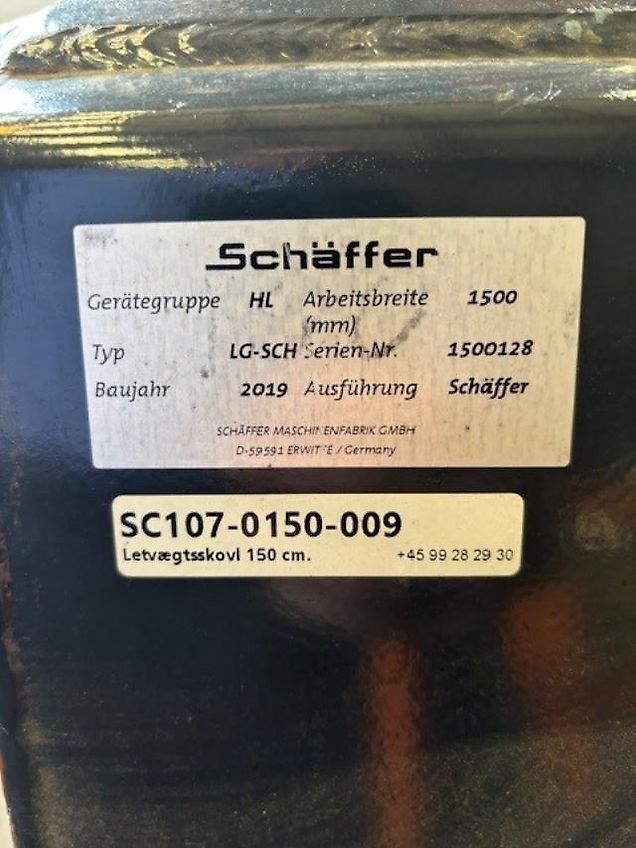 Schäffer
Gerätegruppe HL Arbeitsbreite 1500
(mm)
Typ LG-SCH Serien-Nr. 1500128
Baujahr 2019 Ausführung Schäffer
SCHÄFFER MASCHINENFABRIK GMBH
D-59591 ERWITTE / Germany
SC107-0150-009
Letvægtsskovl 150 cm. +45 99 28 29 30